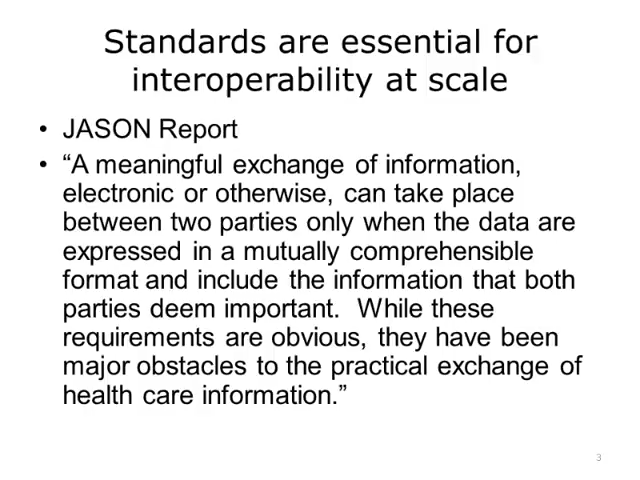 Standards are essential for
interoperability at scale
• JASON Report
• “A meaningful exchange of information,
electronic or otherwise, can take place
between two parties only when the data are
expressed in a mutually comprehensible
format and include the information that both
parties deem important.  While these
requirements are obvious, they have been
major obstacles to the practical exchange of
health care information.”
3